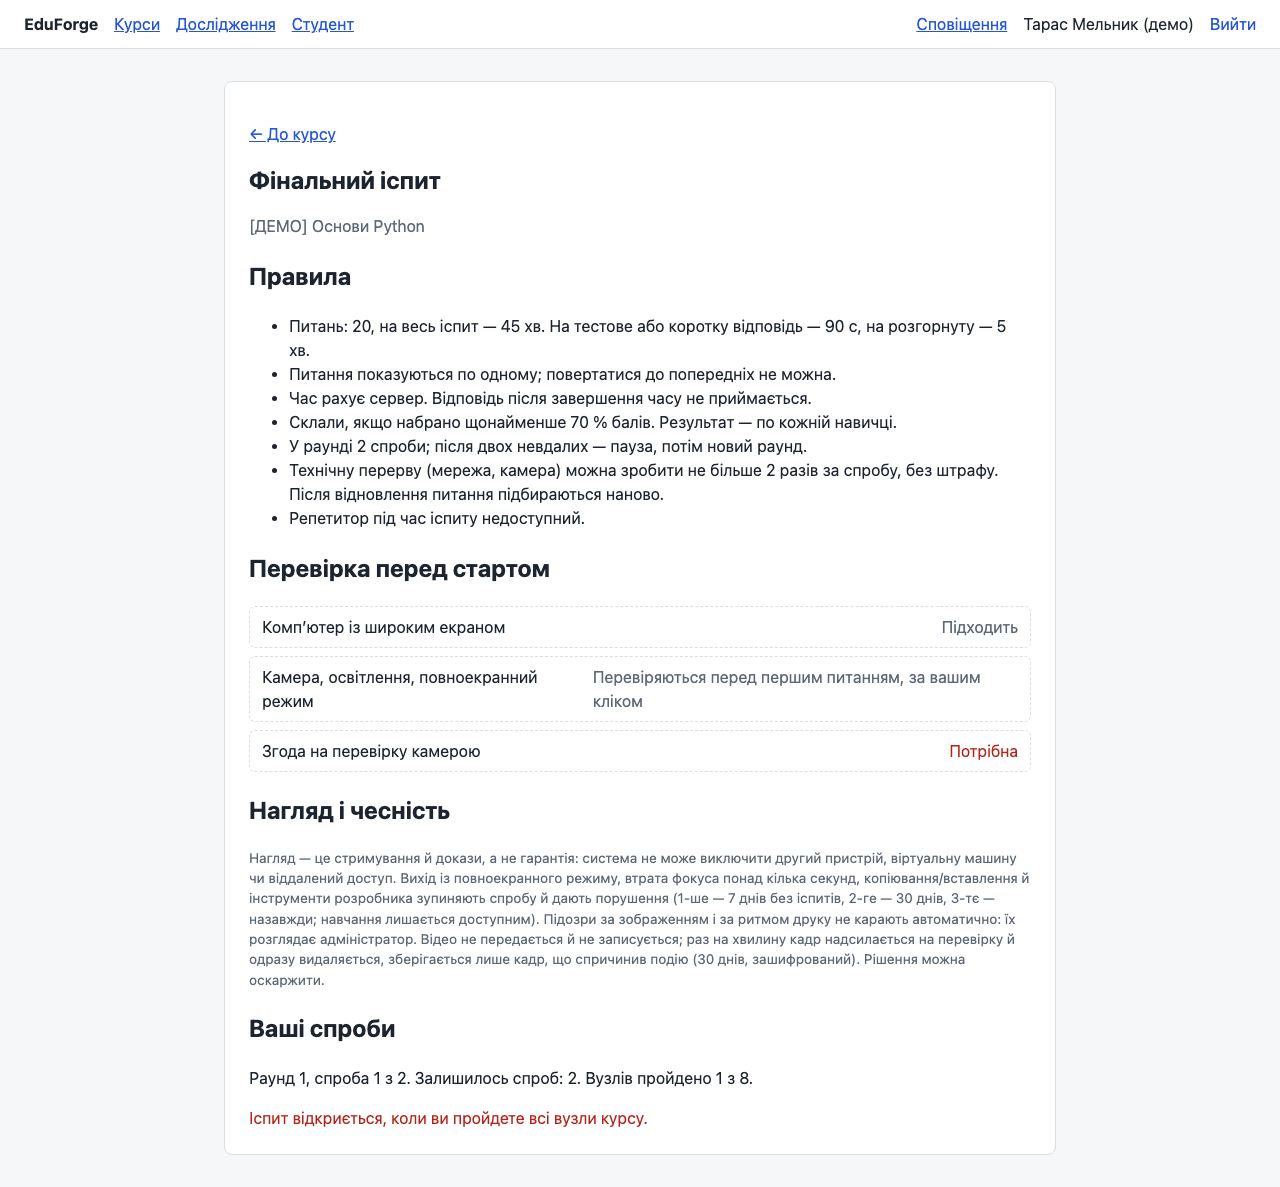 EduForge Курси Дослідження Студент Сповіщення Тарас Мельник (демо) Вийти
← До курсу
Фінальний іспит
[ДЕМО] Основи Python
Правила
• Питань: 20, на весь іспит — 45 хв. На тестове або коротку відповідь — 90 с, на розгорнуту — 5
хв.
• Питання показуються по одному; повертатися до попередніх не можна.
• Час рахує сервер. Відповідь після завершення часу не приймається.
• Склали, якщо набрано щонайменше 70 % балів. Результат — по кожній навичці.
• У раунді 2 спроби; після двох невдалих — пауза, потім новий раунд.
• Технічну перерву (мережа, камера) можна зробити не більше 2 разів за спробу, без штрафу.
Після відновлення питання підбираються наново.
• Репетитор під час іспиту недоступний.
Перевірка перед стартом
Комп’ютер із широким екраном Підходить
Камера, освітлення, повноекранний режим Перевіряються перед першим питанням, за вашим кліком
Згода на перевірку камерою Потрібна
Нагляд і чесність
Нагляд — це стримування й докази, а не гарантія: система не може виключити другий пристрій, віртуальну машину
чи віддалений доступ. Вихід із повноекранного режиму, втрата фокуса понад кілька секунд, копіювання/вставлення й
інструменти розробника зупиняють спробу й дають порушення (1-ше — 7 днів без іспитів, 2-ге — 30 днів, 3-тє —
назавжди; навчання лишається доступним). Підозри за зображенням і за ритмом друку не карають автоматично: їх
розглядає адміністратор. Відео не передається й не записується; раз на хвилину кадр надсилається на перевірку й
одразу видаляється, зберігається лише кадр, що спричинив подію (30 днів, зашифрований). Рішення можна
оскаржити.
Ваші спроби
Раунд 1, спроба 1 з 2. Залишилось спроб: 2. Вузлів пройдено 1 з 8.
Іспит відкриється, коли ви пройдете всі вузли курсу.